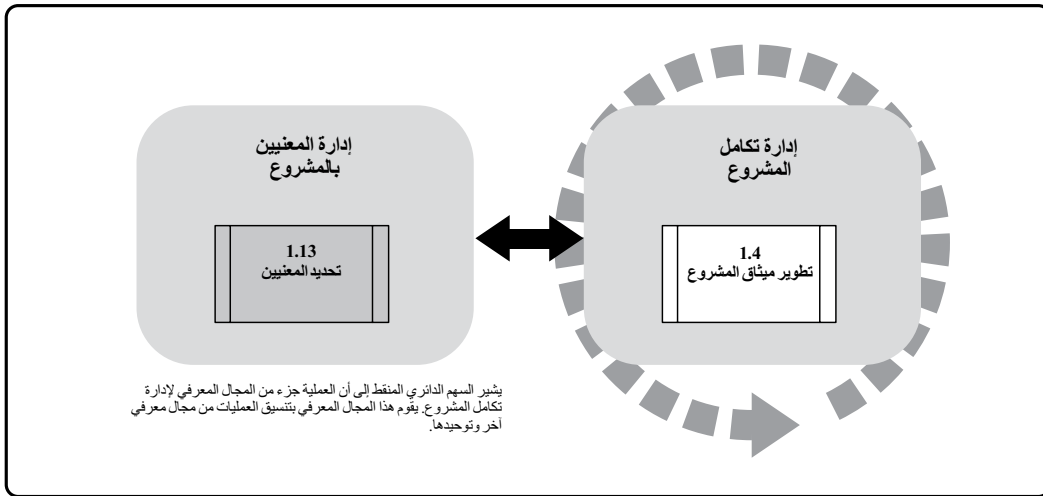 إدارة تكامل
المشروع
1.4
تطوير ميثاق المشروع
إدارة المعنيين
بالمشروع
1.13
تحديد المعنيين
يشير السهم الدائري المنقط إلى أن العملية جزء من المجال المعرفي لإدارة
تكامل المشروع. يقوم هذا المجال المعرفي بتنسيق العمليات من مجال معرفي
آخر وتوحيدها.